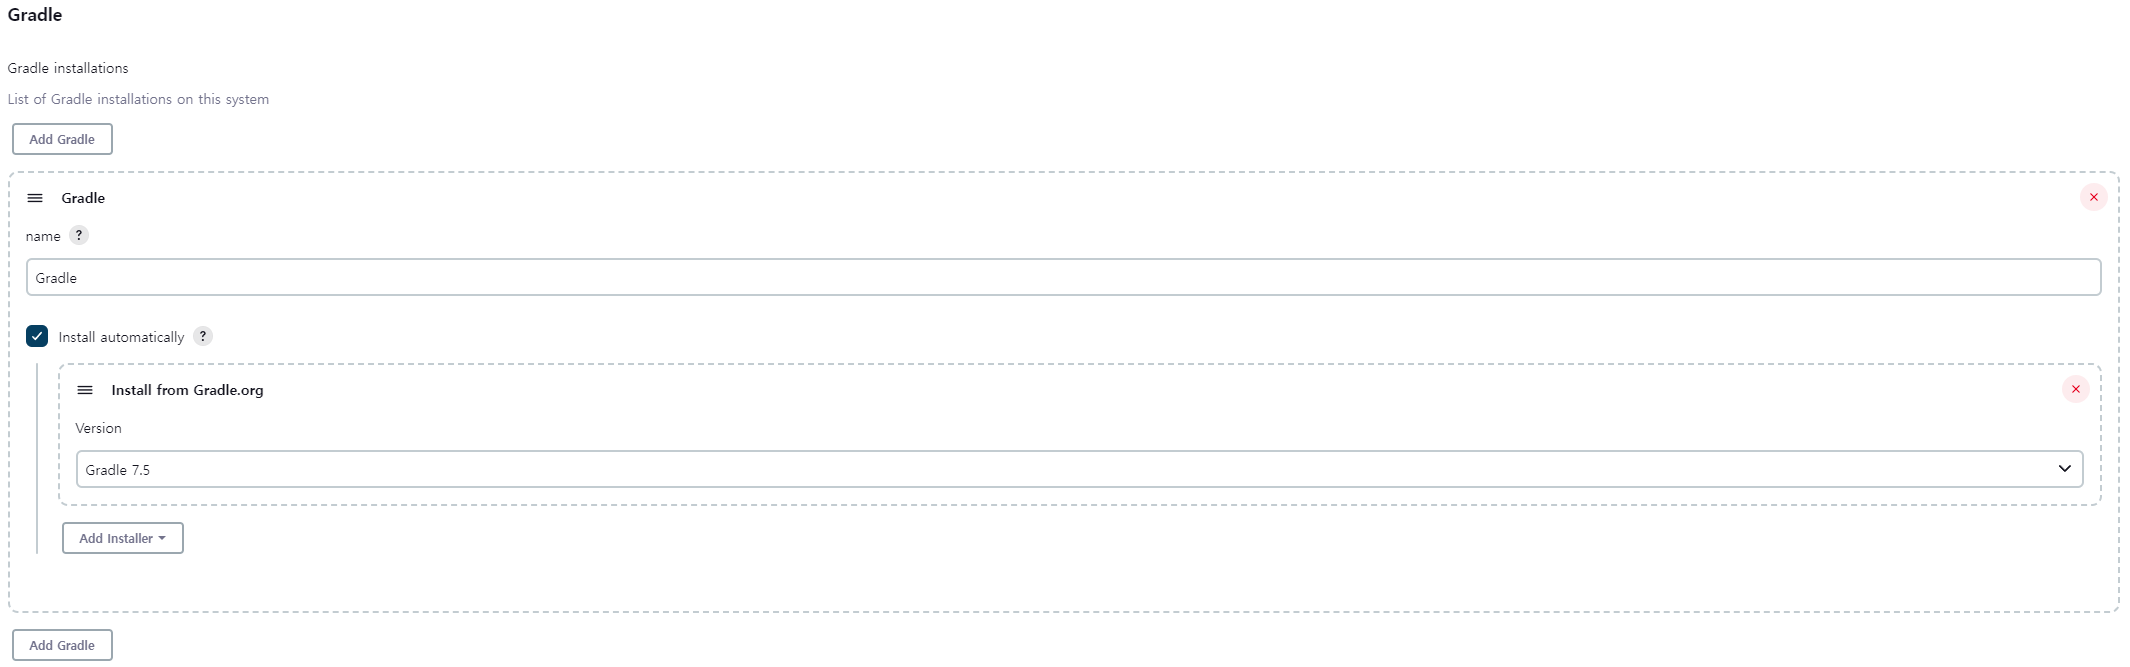 Gradle
Gradle installations
List of Gradle installations on this system
Add Gradle
Gradle
name ?
Gradle
Install automatically ?
Install from Gradle.org
Version
Gradle 7.5
Add Installer
Add Gradle